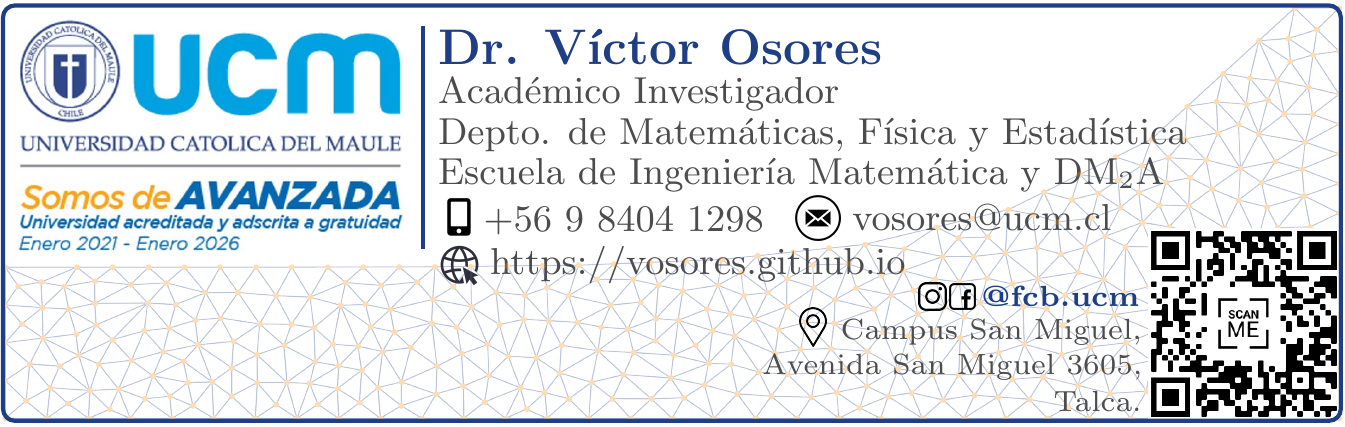 UNIVERSIDAD CATOLICA DEL MAULE
CHILE
ucm
UNIVERSIDAD CATOLICA DEL MAULE
Somos de AVANZADA
Universidad acreditada y adscrita a gratuidad
Enero 2021 - Enero 2026
Dr. Víctor Osores
Académico Investigador
Depto. de Matemáticas, Física y Estadística
Escuela de Ingeniería Matemática y DM₂A
+56 9 8404 1298 vosores@ucm.cl
https://vosores.github.io
@fcb.ucm
Campus San Miguel,
Avenida San Miguel 3605,
Talca.
SCAN
ME